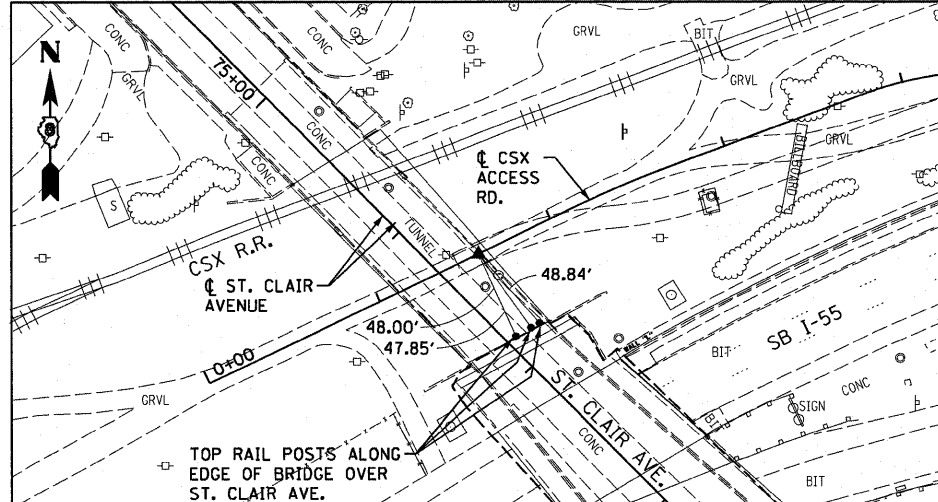 N
CONC
GRVL
75+00
CONC
CONC
CONC
GRVL
BIT
GRVL
GRVL
BILLBOARD
S
℄ CSX
ACCESS
RD.
CSX R.R.
TUNNEL
℄ ST. CLAIR
AVENUE
48.84'
48.00'
47.85'
0+00
GRVL
SB I-55
BIT
CONC
SIGN
BIT
ST. CLAIR AVE.
CONC
TOP RAIL POSTS ALONG
EDGE OF BRIDGE OVER
ST. CLAIR AVE.